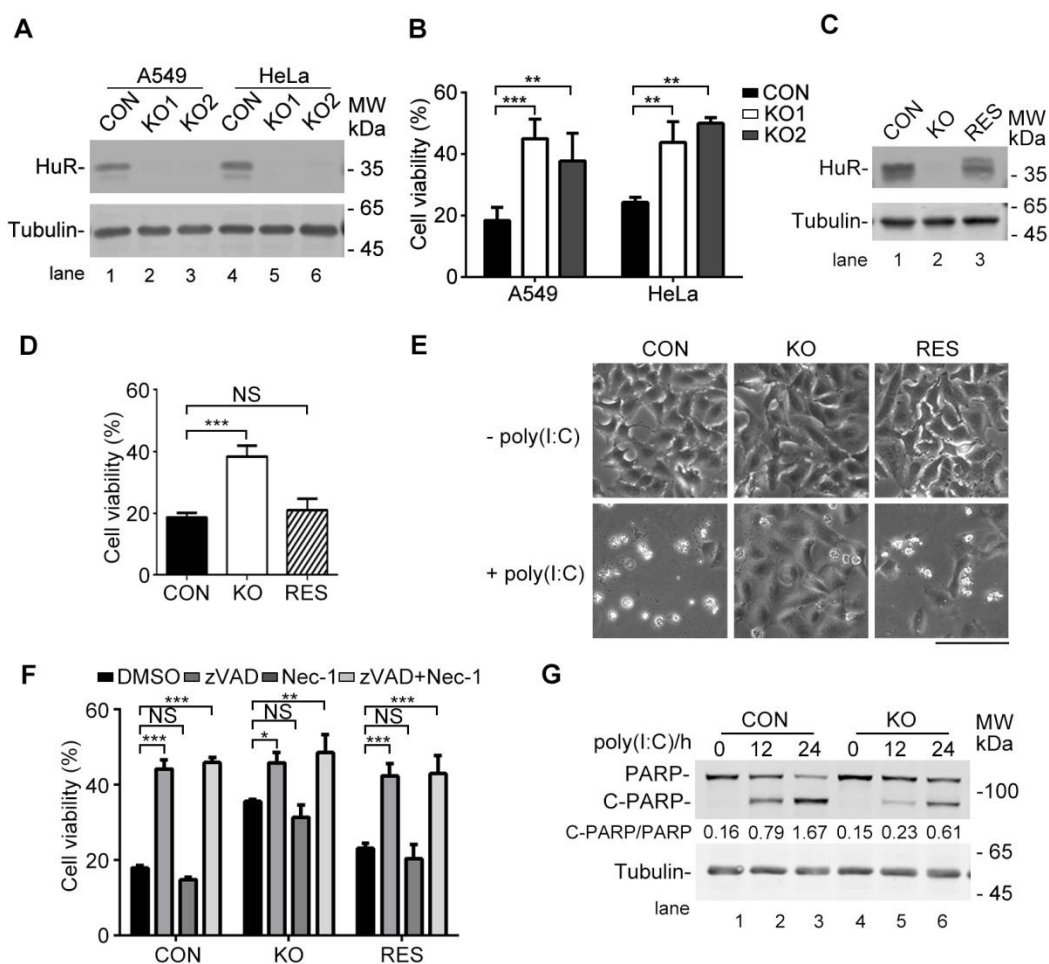 A
A549 HeLa
CON KO1 KO2 CON KO1 KO2 MW
kDa
HuR- - 35
- 65
Tubulin-
- 45
lane 1 2 3 4 5 6
B
Cell viability (%)
60
40
20
0
*** ** ** **
A549 HeLa
CON
KO1
KO2
C
CON KO RES MW
kDa
HuR- - 35
- 65
Tubulin-
- 45
lane 1 2 3
D
Cell viability (%)
60
40
20
0
NS
***
CON KO RES
E
CON KO RES
- poly(I:C)
+ poly(I:C)
F
DMSO zVAD Nec-1 zVAD+Nec-1
Cell viability (%)
60
40
20
0
*** ** ***
NS NS NS
*** * ***
CON KO RES
G
CON KO MW
poly(I:C)/h 0 12 24 0 12 24 kDa
PARP- -100
C-PARP-
C-PARP/PARP 0.16 0.79 1.67 0.15 0.23 0.61
- 65
Tubulin-
- 45
lane 1 2 3 4 5 6